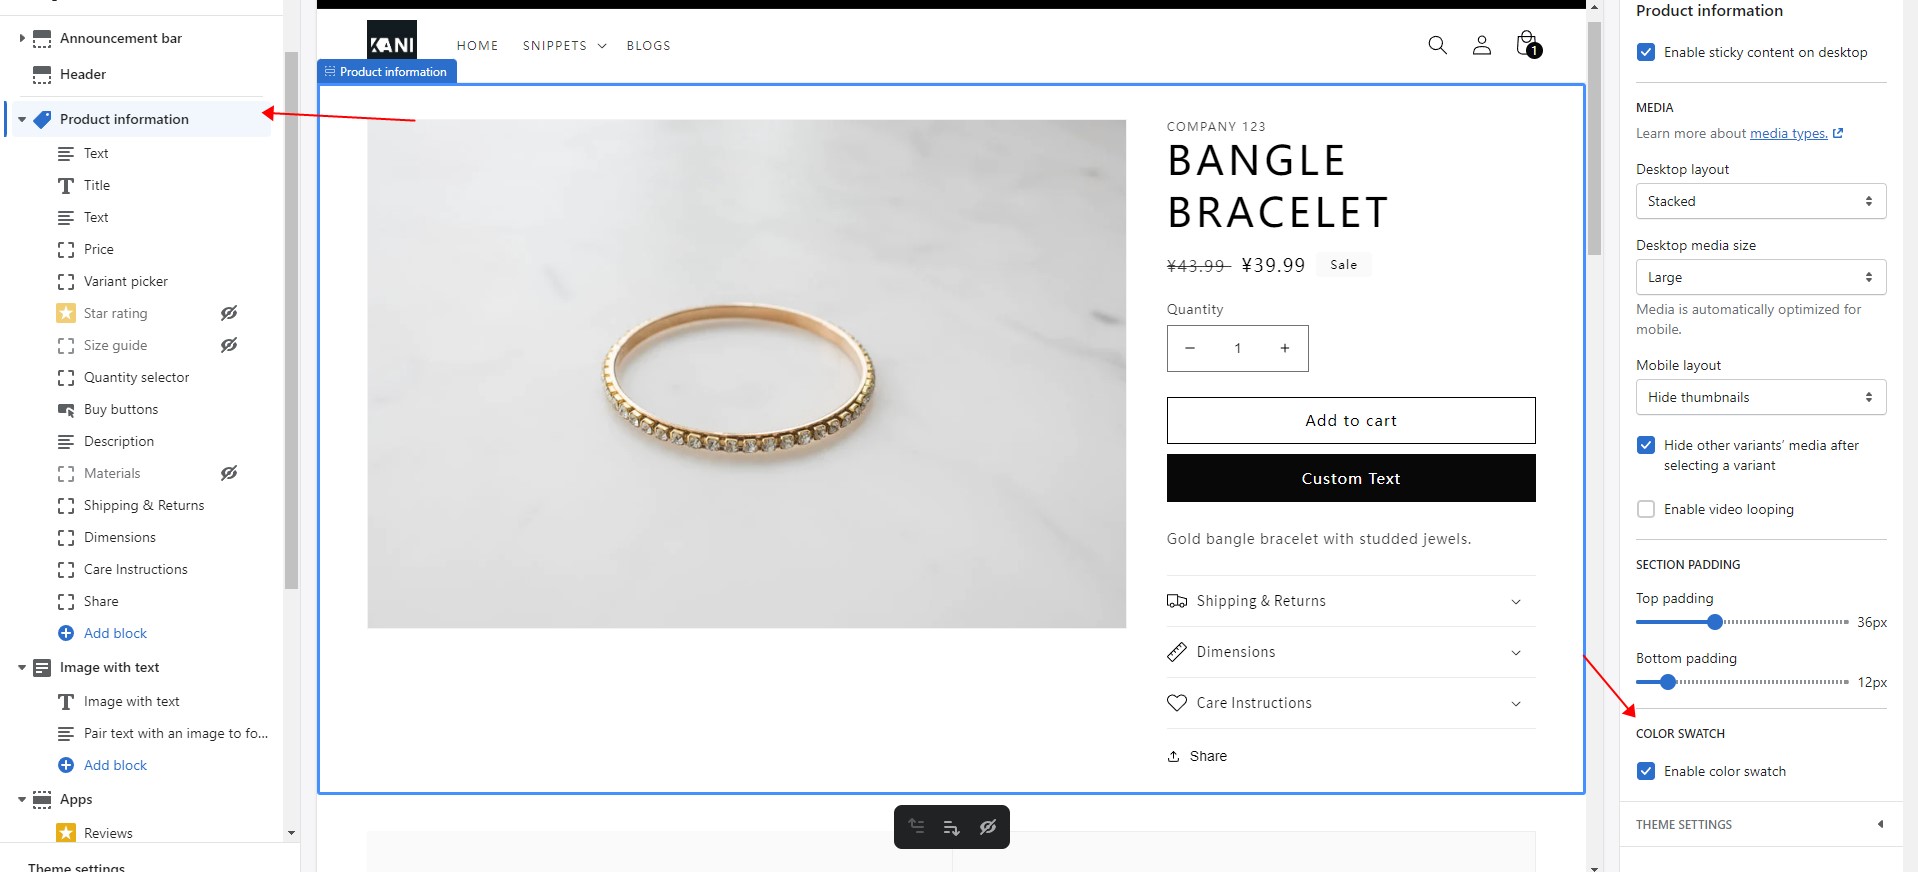 Announcement bar
Header
Product information
Text
Title
Text
Price
Variant picker
Star rating
Size guide
Quantity selector
Buy buttons
Description
Materials
Shipping & Returns
Dimensions
Care Instructions
Share
Add block
Image with text
Image with text
Pair text with an image to fo...
Add block
Apps
Reviews
Theme settings
KANI
HOME
SNIPPETS
BLOGS
1
Product information
COMPANY 123
BANGLE
BRACELET
¥43.99 ¥39.99 Sale
Quantity
− 1 +
Add to cart
Custom Text
Gold bangle bracelet with studded jewels.
Shipping & Returns
Dimensions
Care Instructions
Share
Product information
Enable sticky content on desktop
MEDIA
Learn more about media types.
Desktop layout
Stacked
Desktop media size
Large
Media is automatically optimized for
mobile.
Mobile layout
Hide thumbnails
Hide other variants’ media after
selecting a variant
Enable video looping
SECTION PADDING
Top padding
36px
Bottom padding
12px
COLOR SWATCH
Enable color swatch
THEME SETTINGS